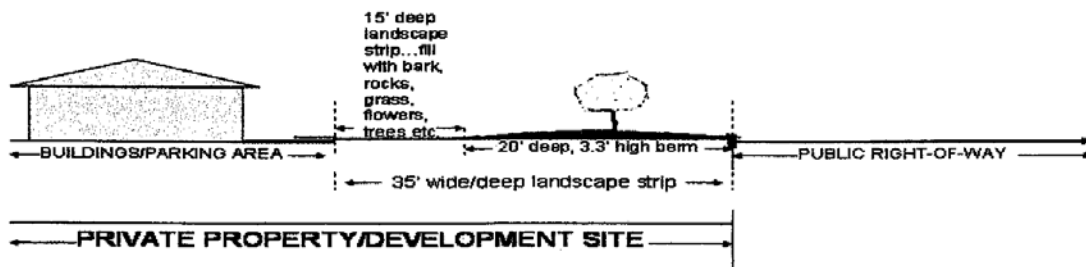 15' deep
landscape
strip...fill
with bark,
rocks,
grass,
flowers,
trees etc.
BUILDINGS/PARKING AREA
20' deep, 3.3' high berm
PUBLIC RIGHT-OF-WAY
35' wide/deep landscape strip
PRIVATE PROPERTY/DEVELOPMENT SITE